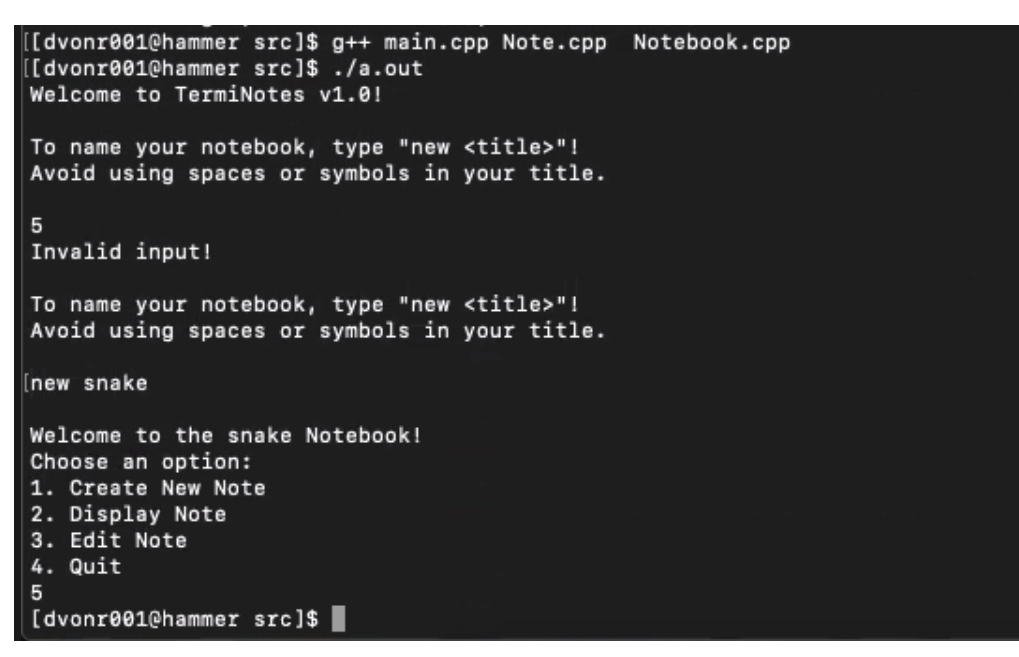 [[dvonr001@hammer src]$ g++ main.cpp Note.cpp  Notebook.cpp
[[dvonr001@hammer src]$ ./a.out
Welcome to TermiNotes v1.0!
To name your notebook, type "new <title>"!
Avoid using spaces or symbols in your title.
5
Invalid input!
To name your notebook, type "new <title>"!
Avoid using spaces or symbols in your title.
[new snake
Welcome to the snake Notebook!
Choose an option:
1. Create New Note
2. Display Note
3. Edit Note
4. Quit
5
[dvonr001@hammer src]$